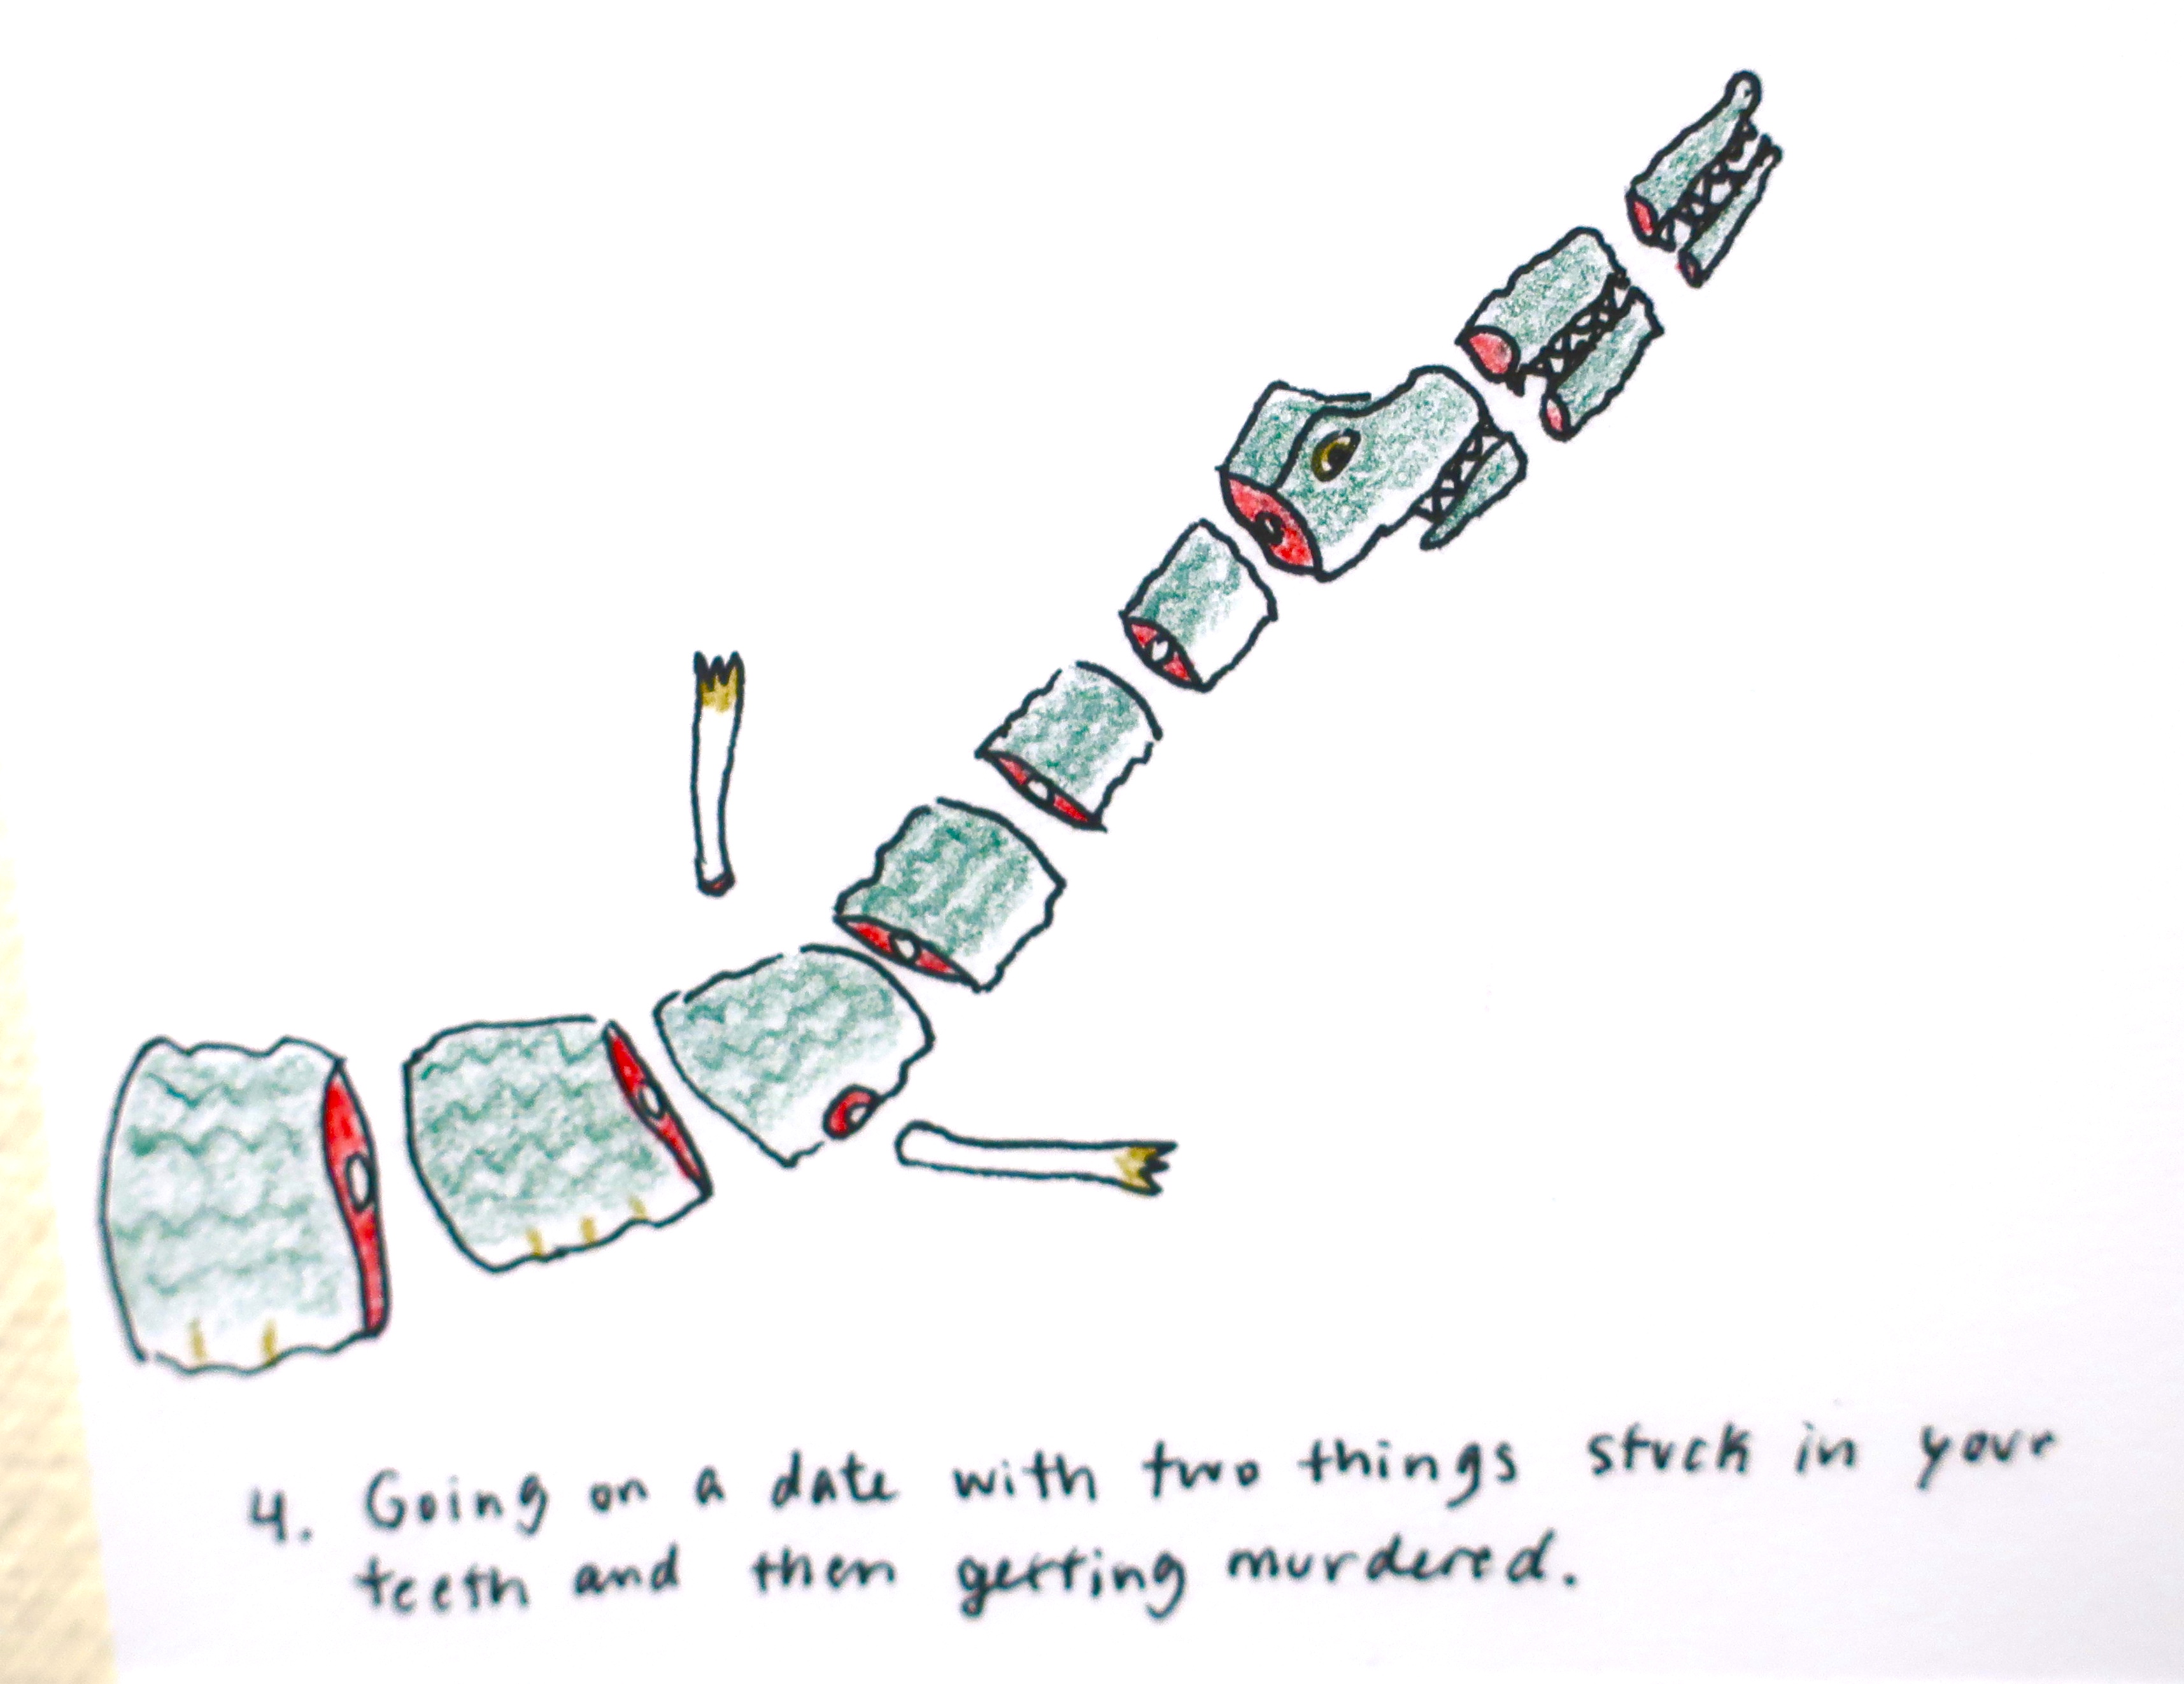 4. Going on a date with two things stuck in your
teeth and then getting murdered.